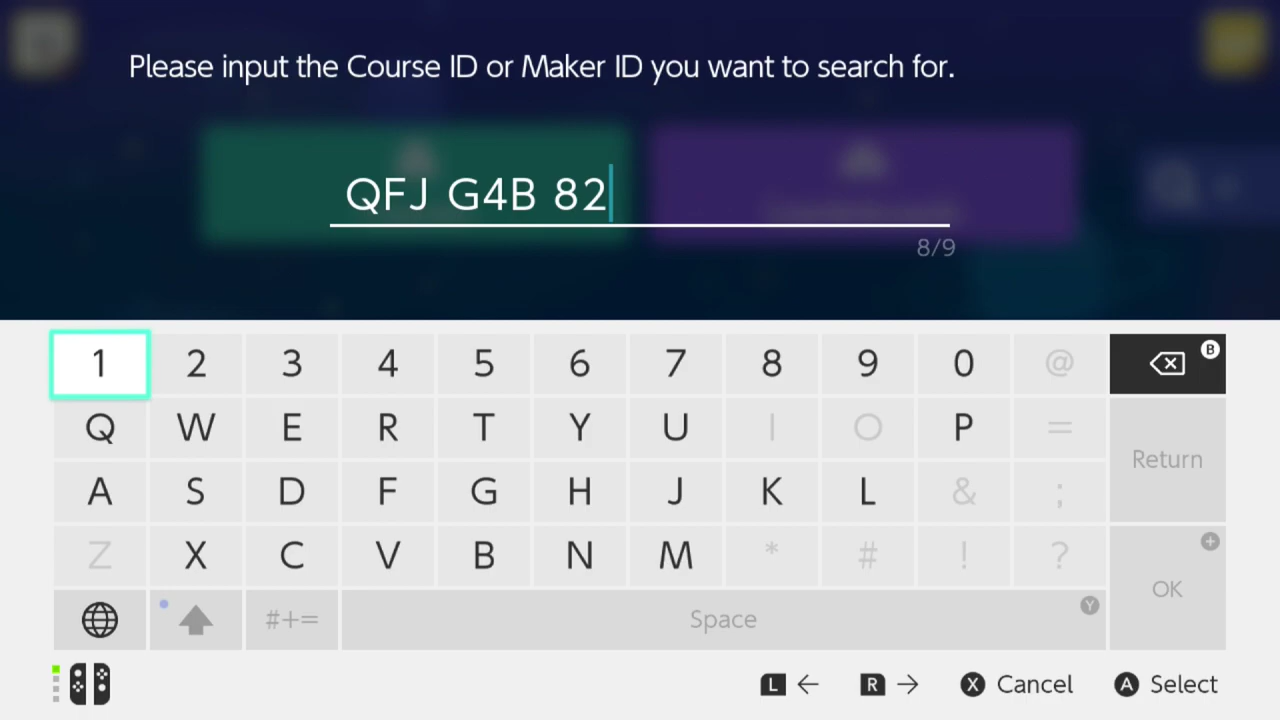 Please input the Course ID or Maker ID you want to search for.
QFJ G4B 82
8/9
1 2 3 4 5 6 7 8 9 0 @ B
Q W E R T Y U I O P =
Return
A S D F G H J K L & ;
Z X C V B N M * # ! ? +
OK
#+= Space Y
L ← R → X Cancel A Select